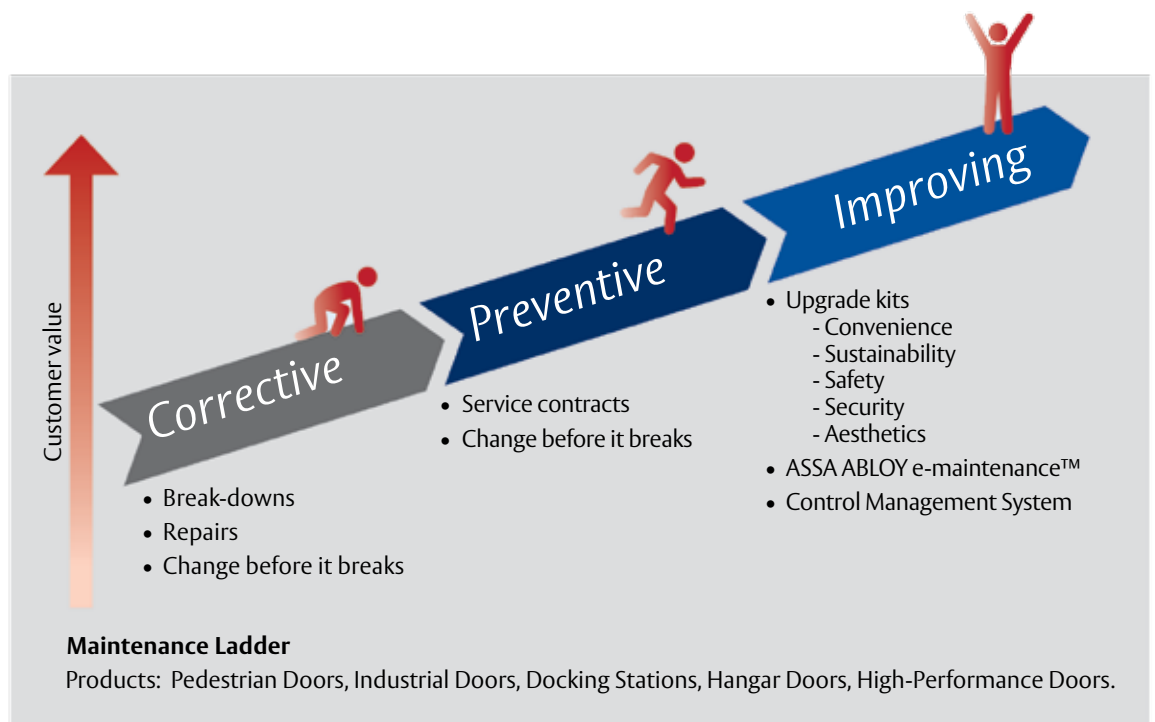 Customer value
Corrective
• Break-downs
• Repairs
• Change before it breaks
Preventive
• Service contracts
• Change before it breaks
Improving
• Upgrade kits
- Convenience
- Sustainability
- Safety
- Security
- Aesthetics
• ASSA ABLOY e-maintenance™
• Control Management System
Maintenance Ladder
Products: Pedestrian Doors, Industrial Doors, Docking Stations, Hangar Doors, High-Performance Doors.